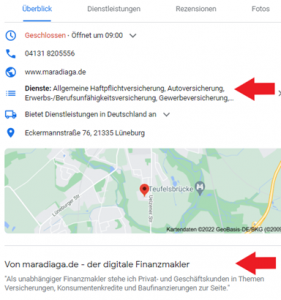 Überblick Dienstleistungen Rezensionen Fotos
Geschlossen · Öffnet um 09:00
04131 8205556
www.maradiaga.de
Dienste: Allgemeine Haftpflichtversicherung, Autoversicherung,
Erwerbs-/Berufsunfähigkeitsversicherung, Gewerbeversicherung,...
Bietet Dienstleistungen in Deutschland an
Eckermannstraße 76, 21335 Lüneburg
Teufelsbrücke
Kartendaten ©2022 GeoBasis-DE/BKG (©2009
Von maradiaga.de - der digitale Finanzmakler
"Als unabhängiger Finanzmakler stehe ich Privat- und Geschäftskunden in Themen
Versicherungen, Konsumentenkredite und Baufinanzierungen zur Seite."